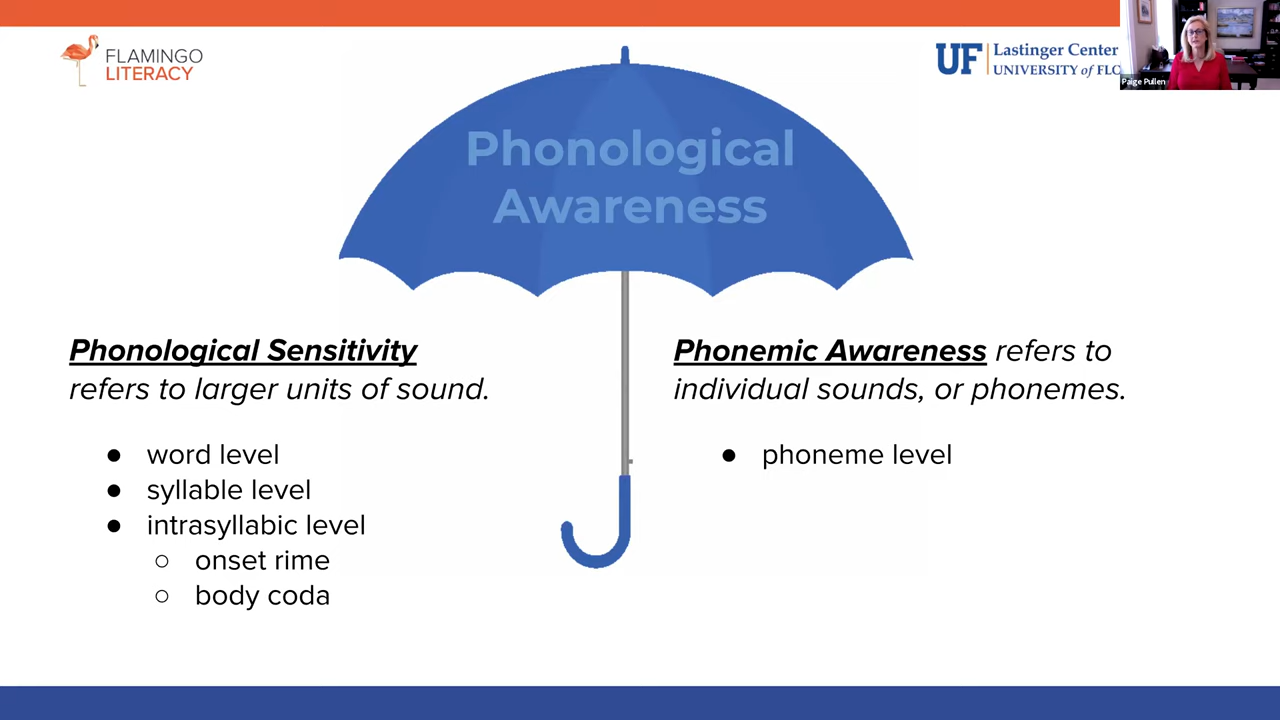 FLAMINGO
LITERACY
UF
Lastinger Center
UNIVERSITY of FLO
Paige Pullen
Phonological
Awareness
Phonological Sensitivity
refers to larger units of sound.
● word level
● syllable level
● intrasyllabic level
○ onset rime
○ body coda
Phonemic Awareness refers to
individual sounds, or phonemes.
● phoneme level